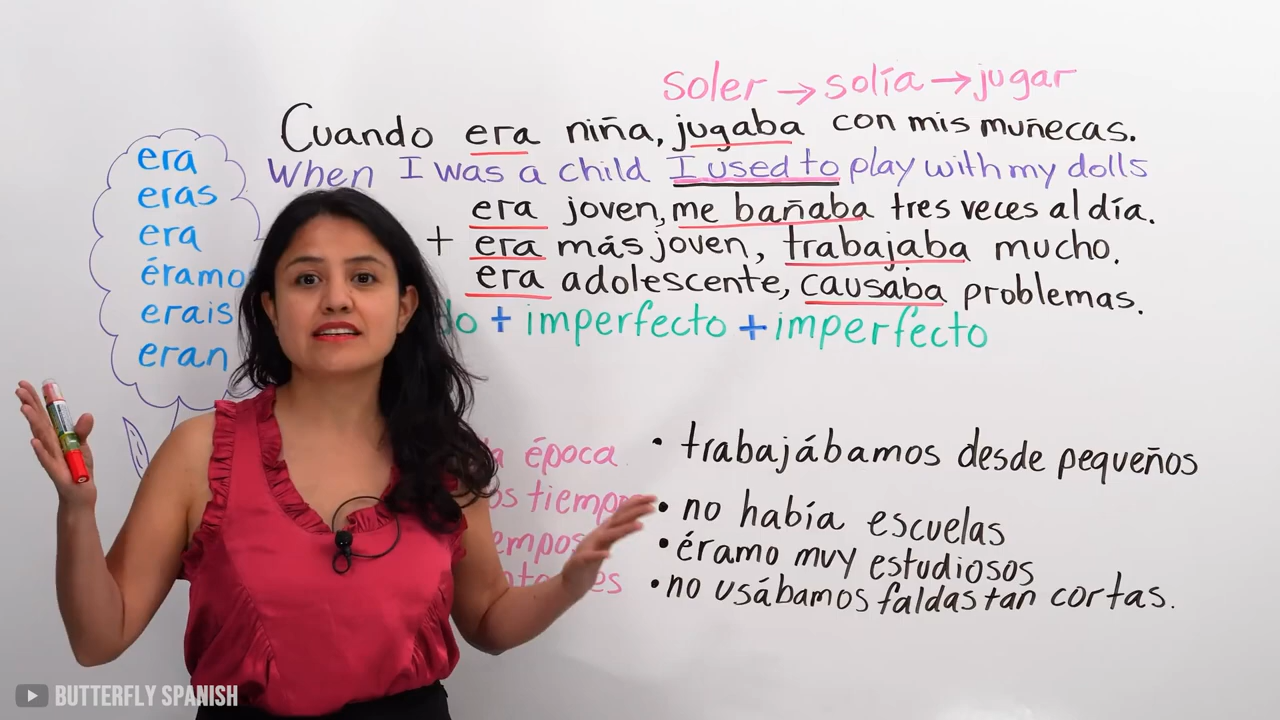 soler → solía → jugar
Cuando era niña, jugaba con mis muñecas.
When I was a child I used to play with my dolls
era joven, me bañaba tres veces al día.
+ era más joven, trabajaba mucho.
era adolescente, causaba problemas.
+ imperfecto + imperfecto
era
eras
era
éramo
erais
eran
época
• trabajábamos desde pequeños
• no había escuelas
• éramo muy estudiosos
• no usábamos faldas tan cortas.
BUTTERFLY SPANISH